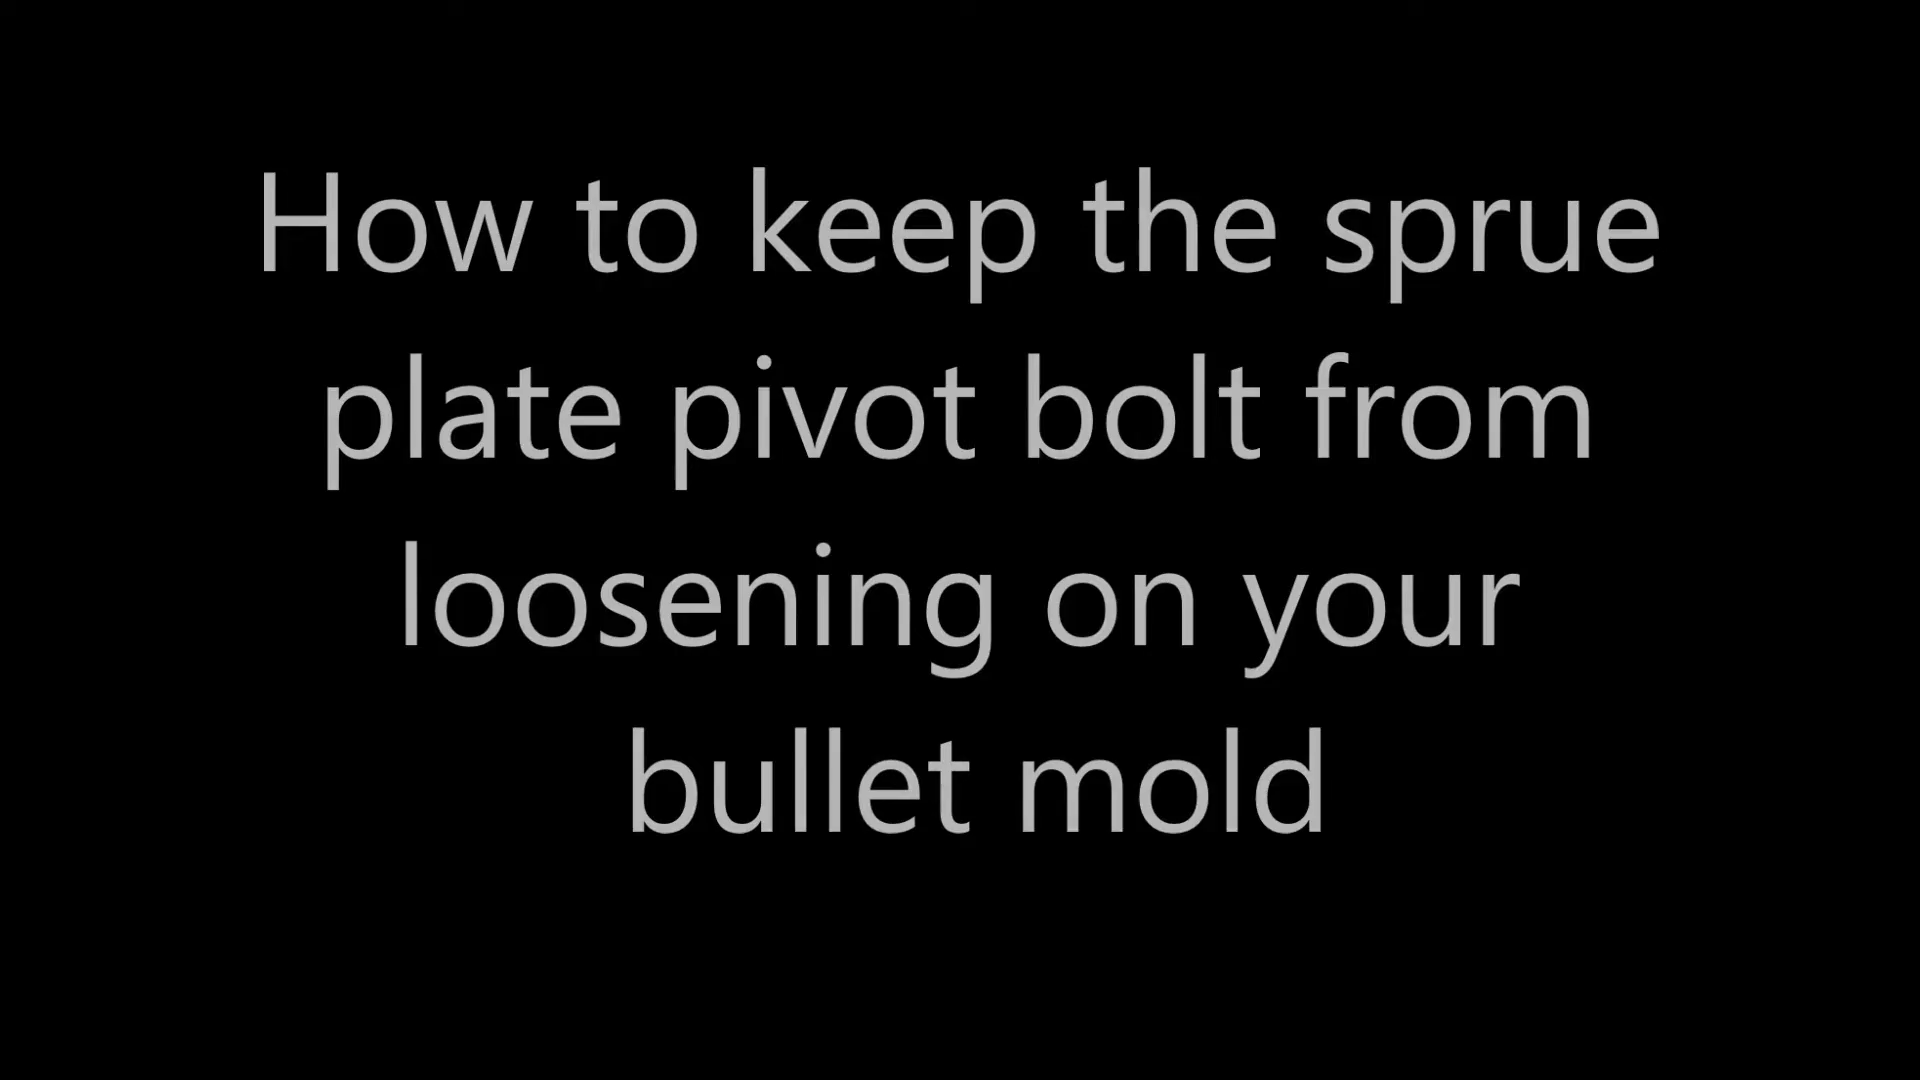 How to keep the sprue
plate pivot bolt from
loosening on your
bullet mold